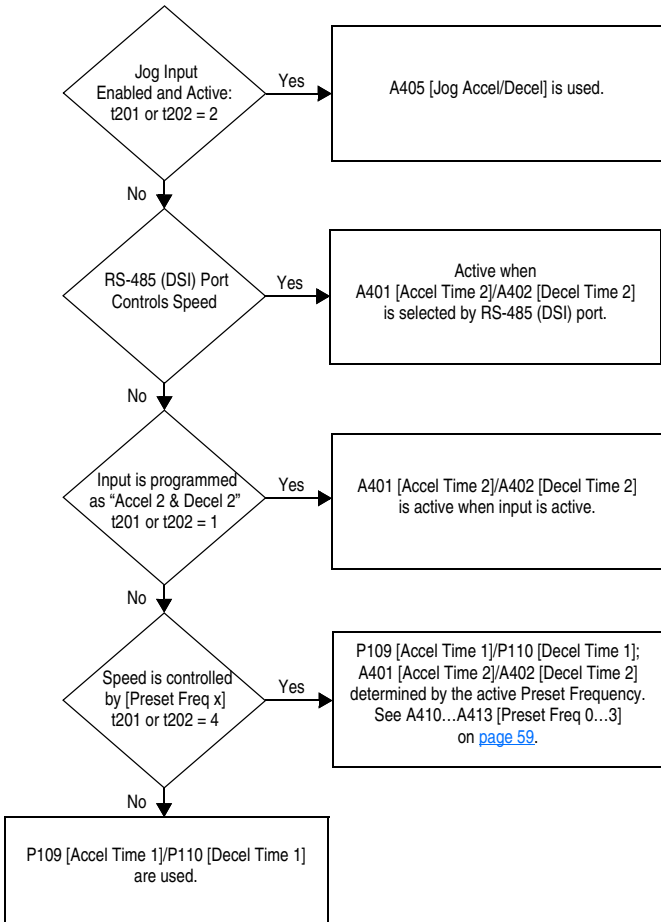 Jog Input
Enabled and Active:
t201 or t202 = 2
Yes
A405 [Jog Accel/Decel] is used.
No
RS-485 (DSI) Port
Controls Speed
Yes
Active when
A401 [Accel Time 2]/A402 [Decel Time 2]
is selected by RS-485 (DSI) port.
No
Input is programmed
as “Accel 2 & Decel 2”
t201 or t202 = 1
Yes
A401 [Accel Time 2]/A402 [Decel Time 2]
is active when input is active.
No
Speed is controlled
by [Preset Freq x]
t201 or t202 = 4
Yes
P109 [Accel Time 1]/P110 [Decel Time 1];
A401 [Accel Time 2]/A402 [Decel Time 2]
determined by the active Preset Frequency.
See A410…A413 [Preset Freq 0…3]
on page 59.
No
P109 [Accel Time 1]/P110 [Decel Time 1]
are used.